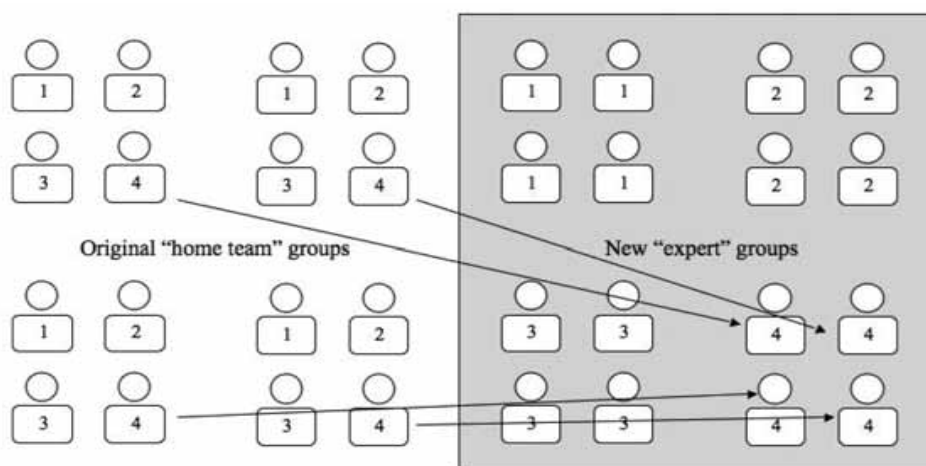 1 2 1 2 1 1 2 2
3 4 3 4 1 1 2 2
Original “home team” groups New “expert” groups
1 2 1 2 3 3 4 4
3 4 3 4 3 3 4 4